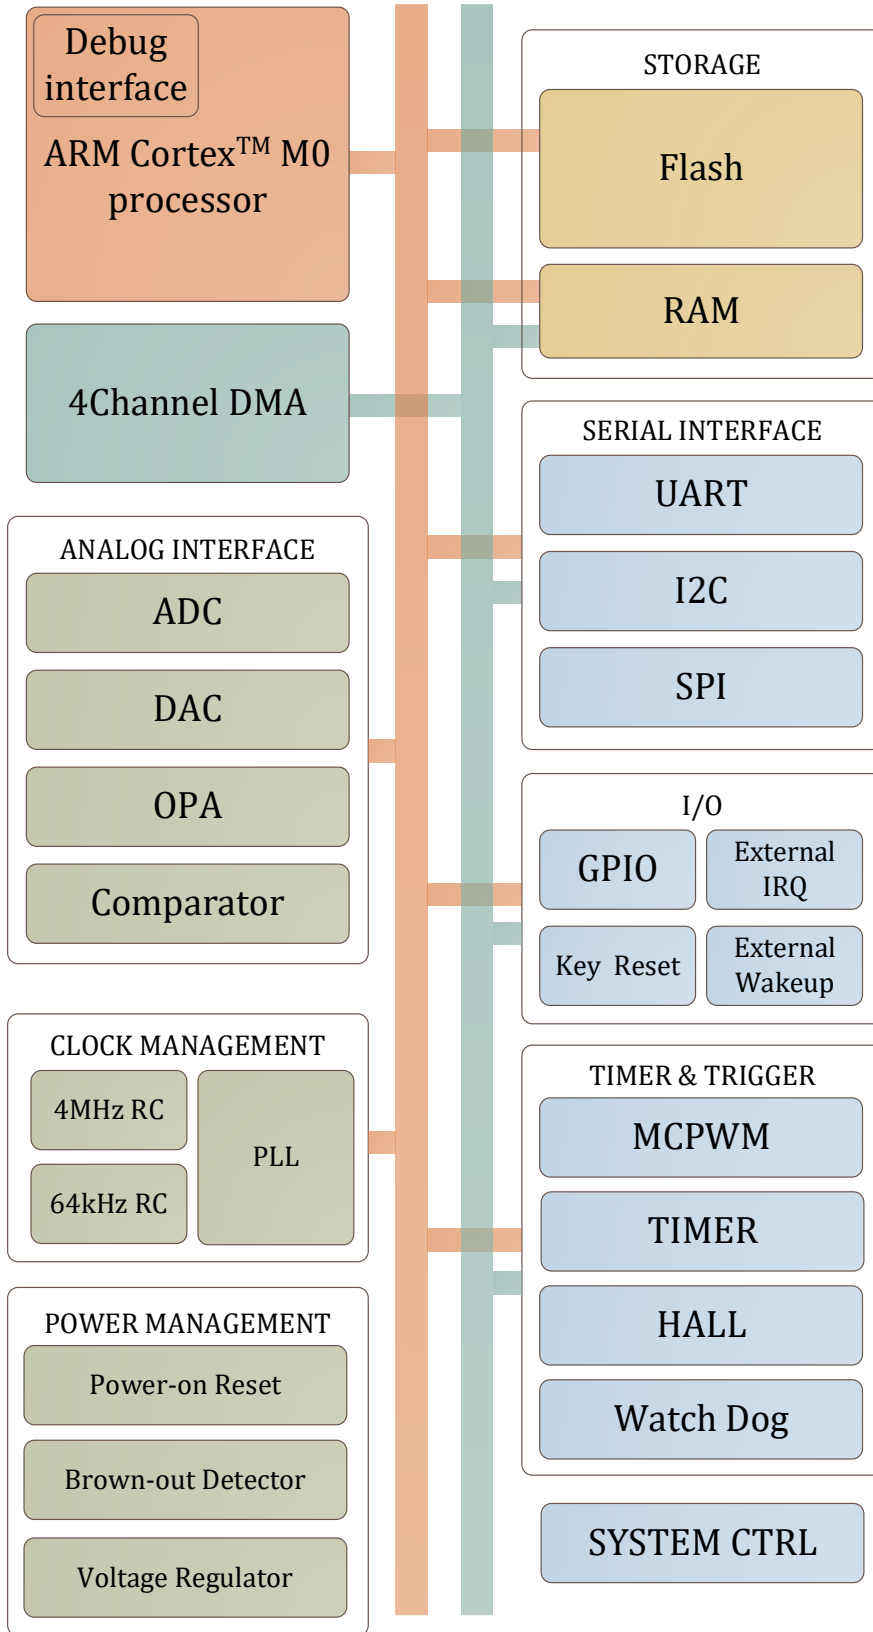 Debug
interface
ARM Cortex™ M0
processor
4Channel DMA
ANALOG INTERFACE
ADC
DAC
OPA
Comparator
CLOCK MANAGEMENT
4MHz RC
64kHz RC
PLL
POWER MANAGEMENT
Power-on Reset
Brown-out Detector
Voltage Regulator
STORAGE
Flash
RAM
SERIAL INTERFACE
UART
I2C
SPI
I/O
GPIO
External
IRQ
Key Reset
External
Wakeup
TIMER & TRIGGER
MCPWM
TIMER
HALL
Watch Dog
SYSTEM CTRL